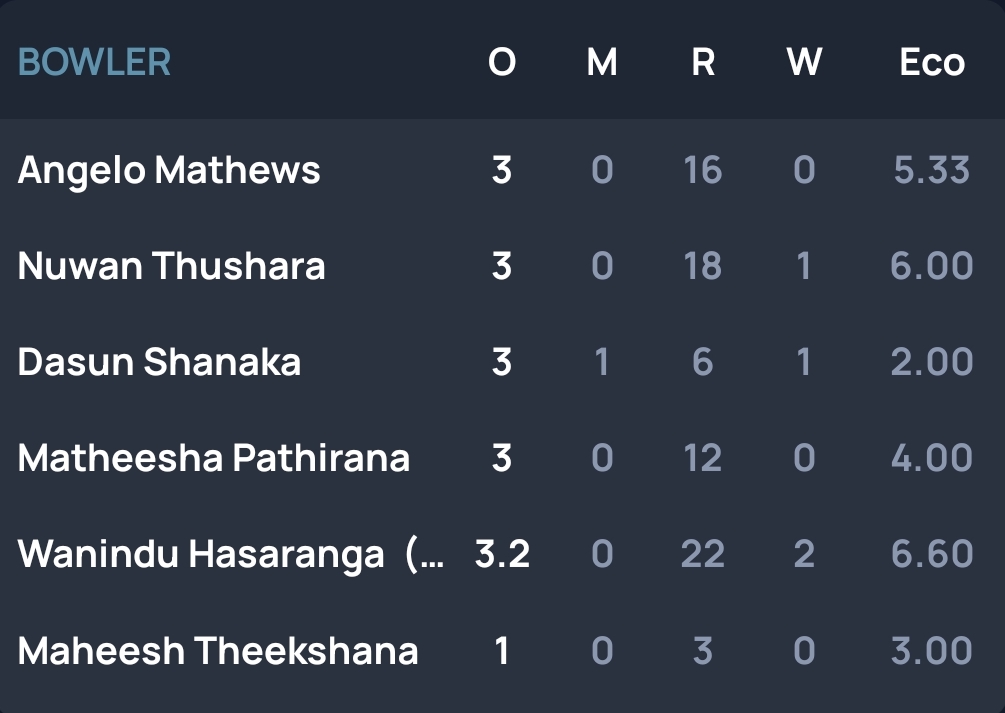 BOWLER O M R W Eco
Angelo Mathews 3 0 16 0 5.33
Nuwan Thushara 3 0 18 1 6.00
Dasun Shanaka 3 1 6 1 2.00
Matheesha Pathirana 3 0 12 0 4.00
Wanindu Hasaranga (... 3.2 0 22 2 6.60
Maheesh Theekshana 1 0 3 0 3.00